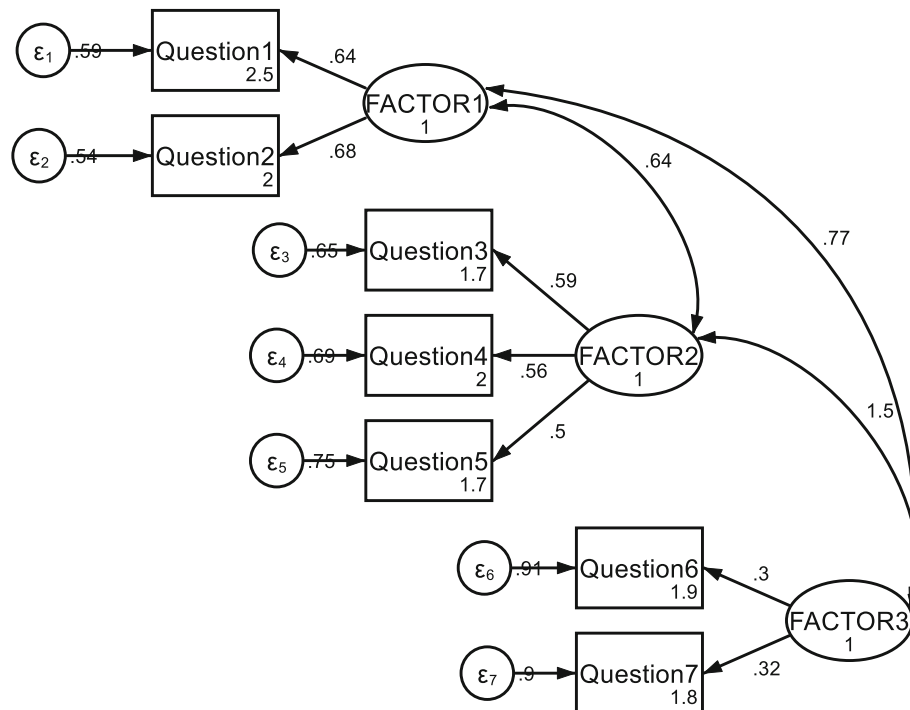 ε1 .59 Question1 2.5
.64
FACTOR1 1
ε2 .54 Question2 2
.68
.64
.77
ε3 .65 Question3 1.7
.59
ε4 .69 Question4 2
.56
FACTOR2 1
ε5 .75 Question5 1.7
.5
1.5
ε6 .91 Question6 1.9
.3
FACTOR3 1
ε7 .9 Question7 1.8
.32